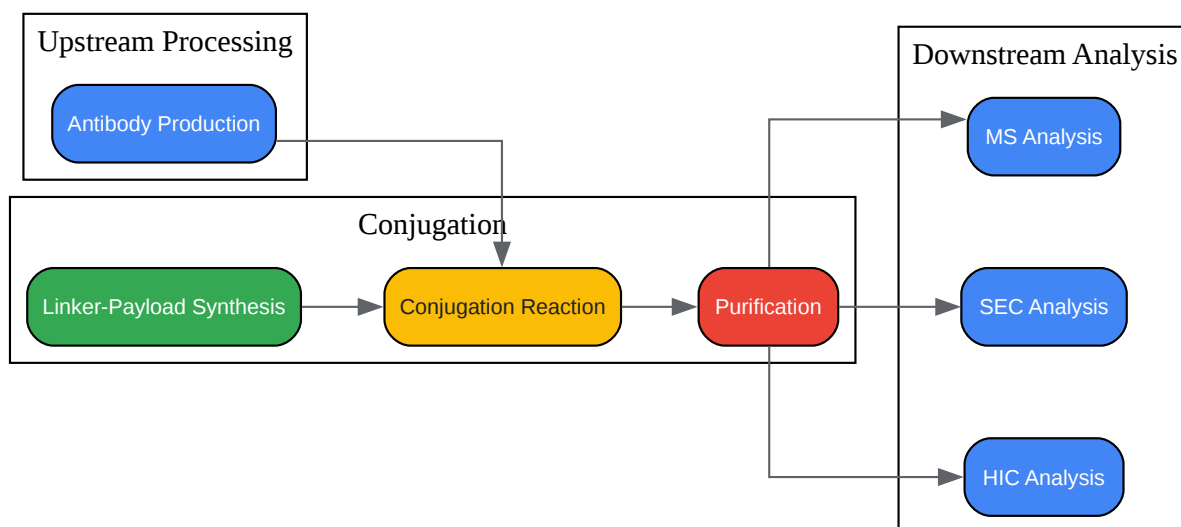 Upstream Processing
Antibody Production
Conjugation
Linker-Payload Synthesis
Conjugation Reaction
Purification
Downstream Analysis
MS Analysis
SEC Analysis
HIC Analysis